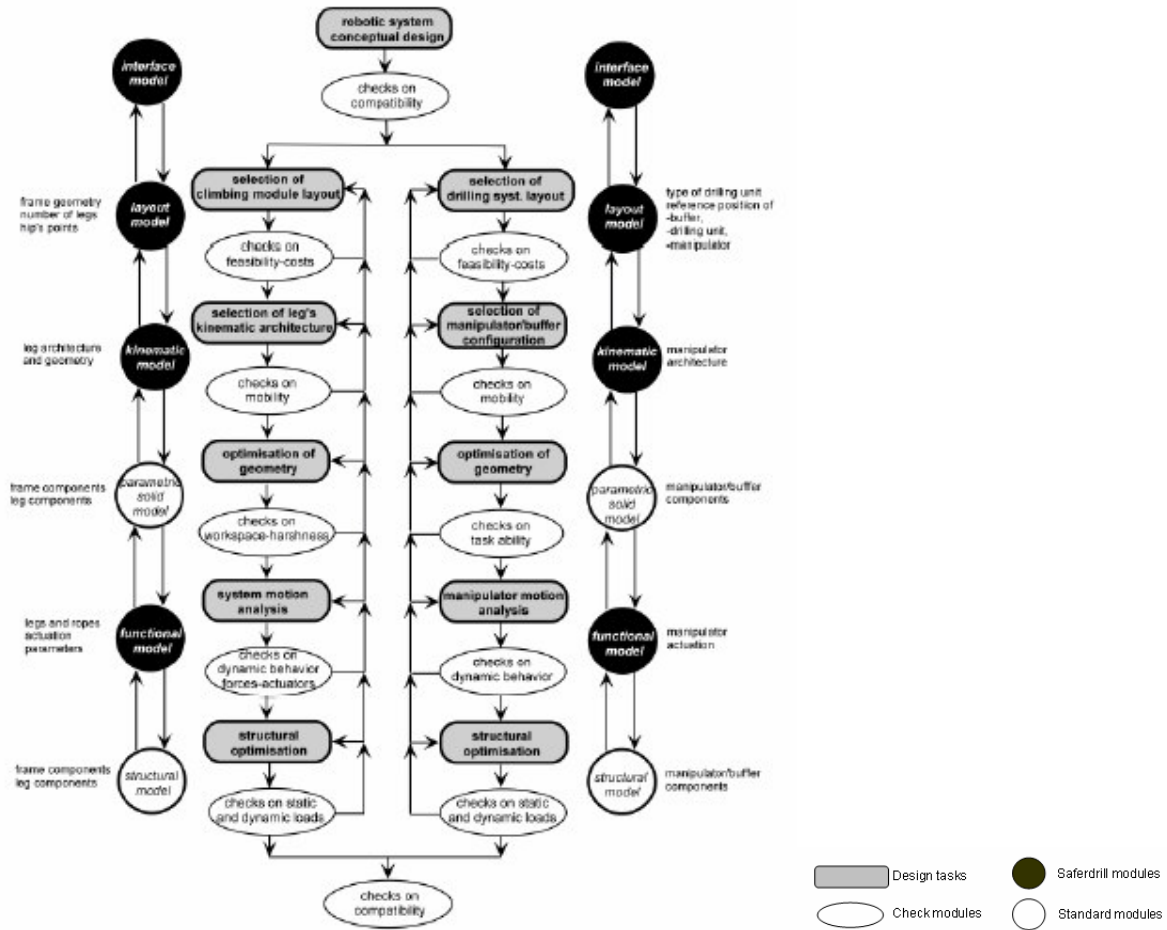 robotic system
conceptual design
checks on
compatibility
interface
model
frame geometry
number of legs
hip's points
layout
model
leg architecture
and geometry
kinematic
model
frame components
leg components
parametric
solid
model
legs and ropes
actuation
parameters
functional
model
frame components
leg components
structural
model
selection of
climbing module layout
checks on
feasibility-costs
selection of leg's
kinematic architecture
checks on
mobility
optimisation of
geometry
checks on
workspace-harshness
system motion
analysis
checks on
dynamic behavior
forces-actuators
structural
optimisation
checks on static
and dynamic loads
selection of
drilling syst. layout
checks on
feasibility-costs
selection of
manipulator/buffer
configuration
checks on
mobility
optimisation of
geometry
checks on
task ability
manipulator motion
analysis
checks on
dynamic behavior
structural
optimisation
checks on static
and dynamic loads
checks on
compatibility
interface
model
layout
model
type of drilling unit
reference position of
-buffer,
-drilling unit,
-manipulator
kinematic
model
manipulator
architecture
parametric
solid model
manipulator/buffer
components
functional
model
manipulator
actuation
structural
model
manipulator/buffer
components
Design tasks
Saferdrill modules
Check modules
Standard modules